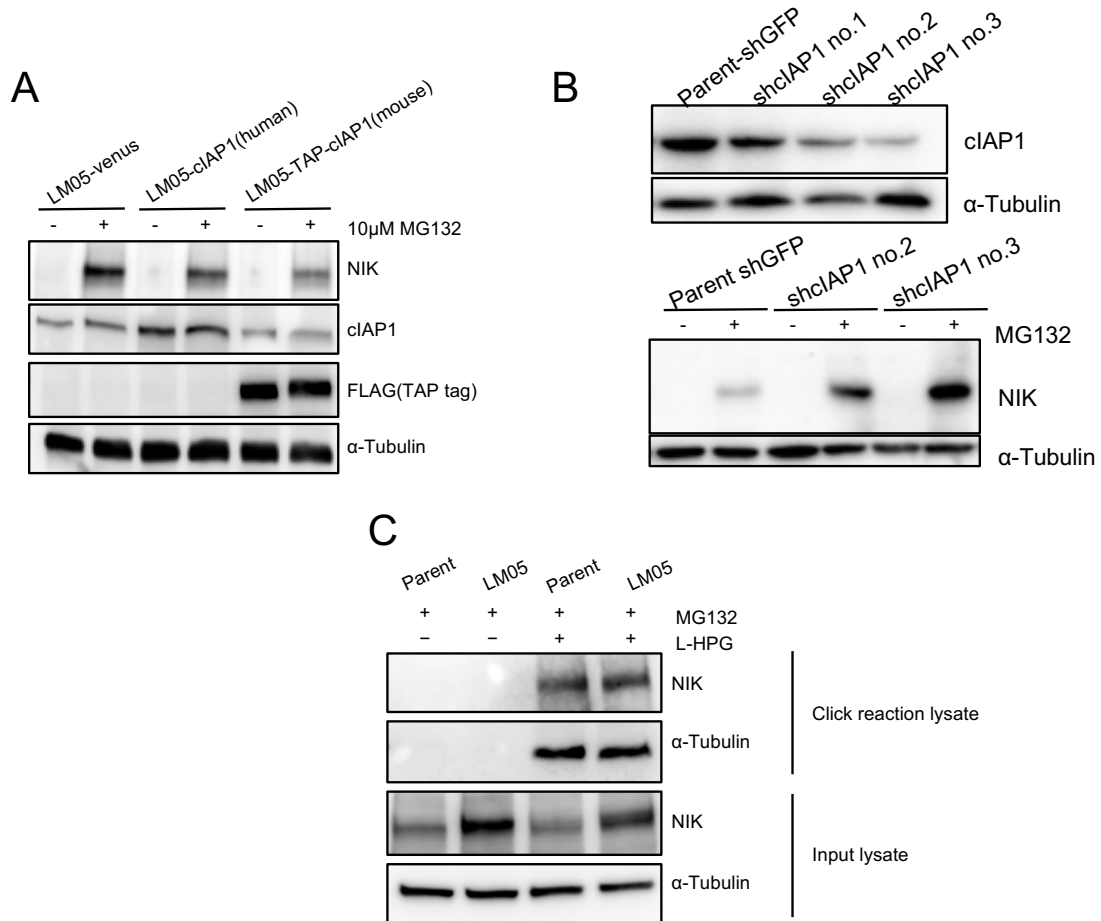 A
LM05-venus
LM05-cIAP1(human)
LM05-TAP-cIAP1(mouse)
- + - + - + 10μM MG132
NIK
cIAP1
FLAG(TAP tag)
α-Tubulin
B
Parent-shGFP
shcIAP1 no.1
shcIAP1 no.2
shcIAP1 no.3
cIAP1
α-Tubulin
Parent shGFP
shcIAP1 no.2
shcIAP1 no.3
- + - + - + MG132
NIK
α-Tubulin
C
Parent
LM05
Parent
LM05
+ + + + MG132
– – + + L-HPG
NIK
α-Tubulin
Click reaction lysate
NIK
α-Tubulin
Input lysate